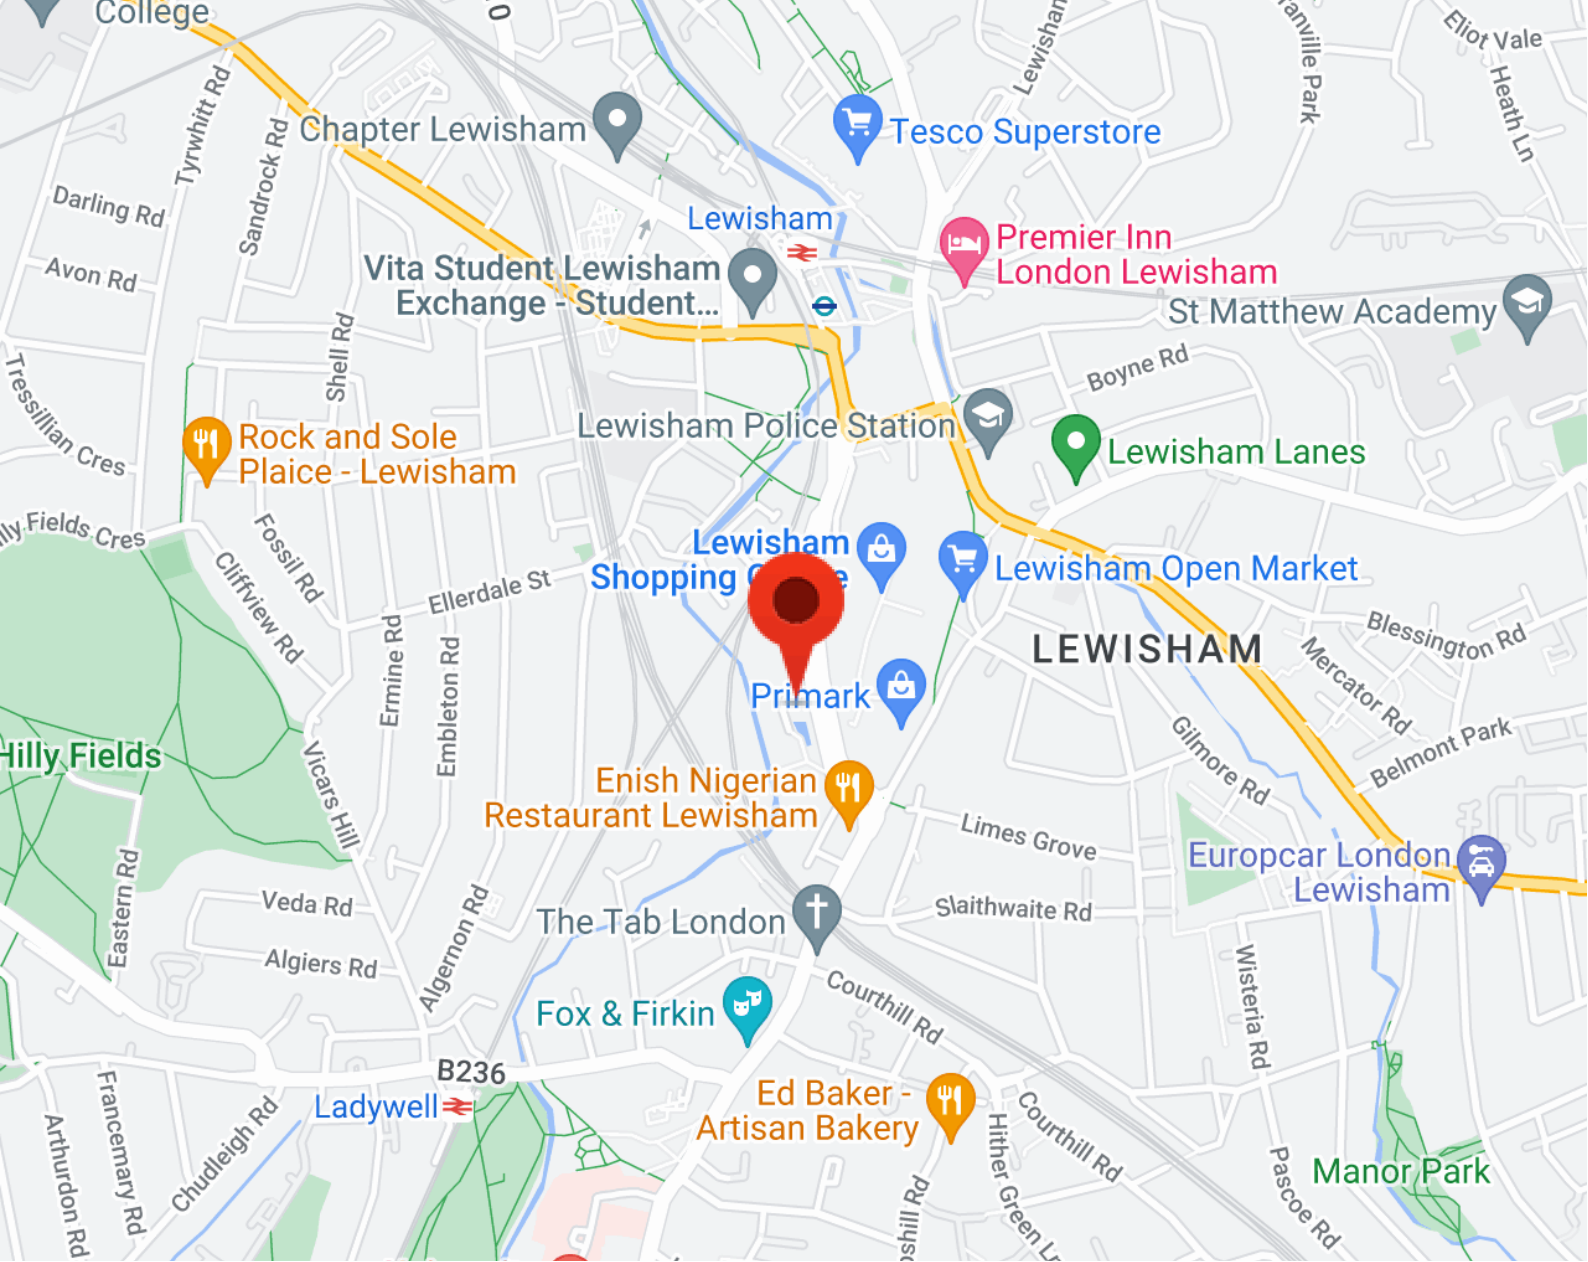 College
Eliot Vale
Heath Ln
Tyrwhitt Rd
Sandrock Rd
Chapter Lewisham
Tesco Superstore
Darling Rd
Lewisham
Premier Inn
London Lewisham
Avon Rd
Vita Student Lewisham
Exchange - Student...
St Matthew Academy
Shell Rd
Boyne Rd
Tressillian Cres
Lewisham Police Station
Rock and Sole
Plaice - Lewisham
Lewisham Lanes
Fields Cres
Fossil Rd
Cliffview Rd
Lewisham
Shopping
Lewisham Open Market
Ellerdale St
Ermine Rd
Embleton Rd
LEWISHAM
Blessington Rd
Mercator Rd
Primark
Hilly Fields
Vicars Hill
Gilmore Rd
Belmont Park
Enish Nigerian
Restaurant Lewisham
Limes Grove
Europcar London
Lewisham
Eastern Rd
Veda Rd
Algernon Rd
The Tab London
Slaithwaite Rd
Algiers Rd
Wisteria Rd
Fox & Firkin
Courthill Rd
B236
Ladywell
Ed Baker -
Artisan Bakery
Arthurdon Rd
Francemary Rd
Chudleigh Rd
Hither Green Ln
Courthill Rd
Manor Park
Pascoe Rd